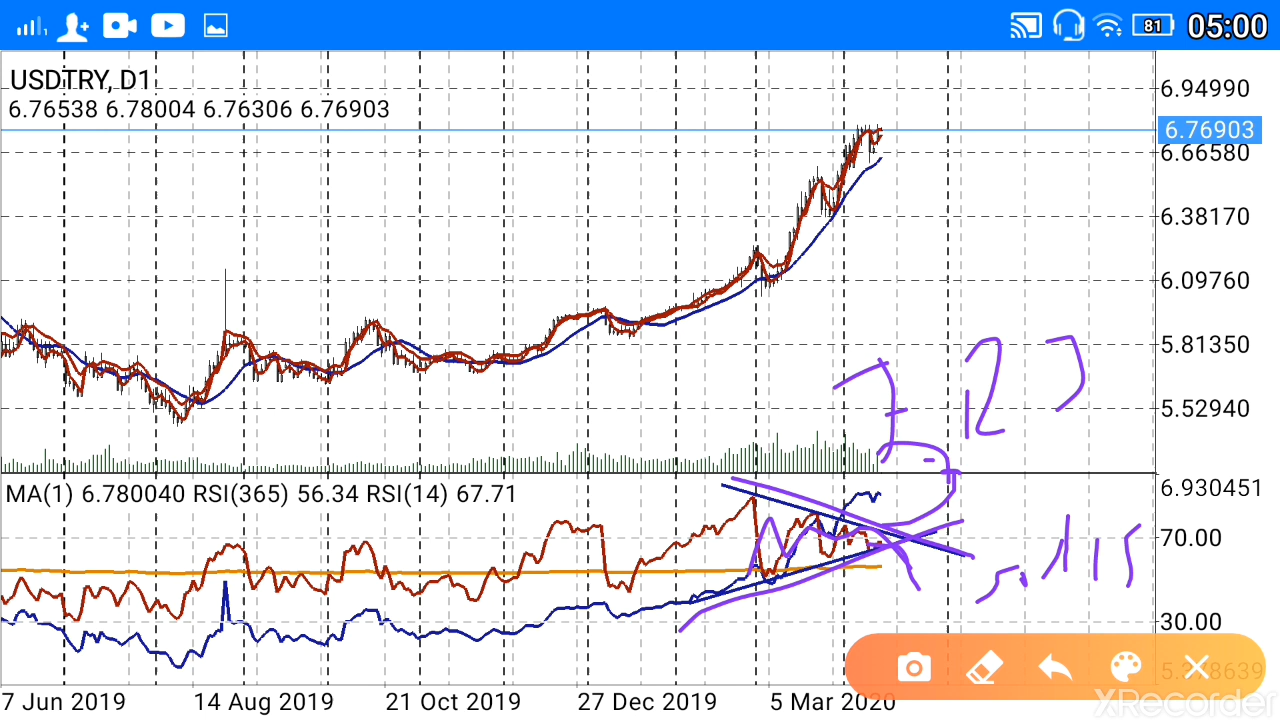 81 05:00
USDTRY, D1
6.76538 6.78004 6.76306 6.76903
6.94990
6.76903
6.66580
6.38170
6.09760
5.81350
5.52940
MA(1) 6.780040 RSI(365) 56.34 RSI(14) 67.71
6.930451
70.00
30.00
5.378639
7 Jun 2019 14 Aug 2019 21 Oct 2019 27 Dec 2019 5 Mar 2020
XRecorder